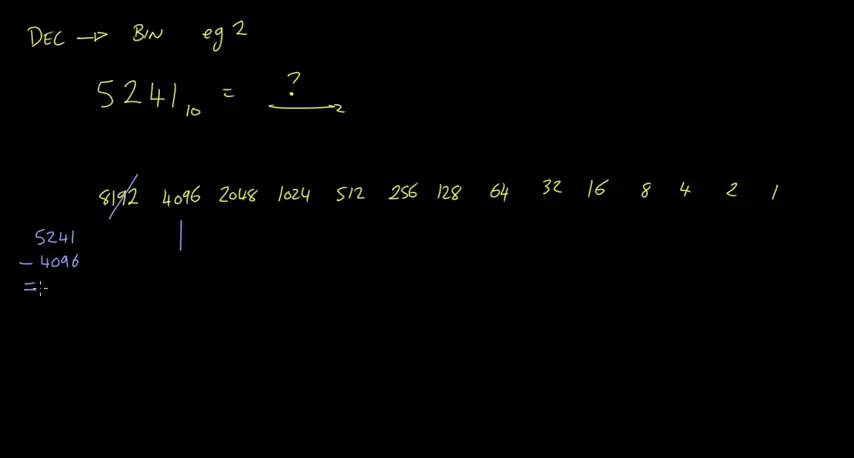 DEC → BIN eg 2
5241₁₀ = ?₂
8192 4096 2048 1024 512 256 128 64 32 16 8 4 2 1
5241 1
- 4096
=